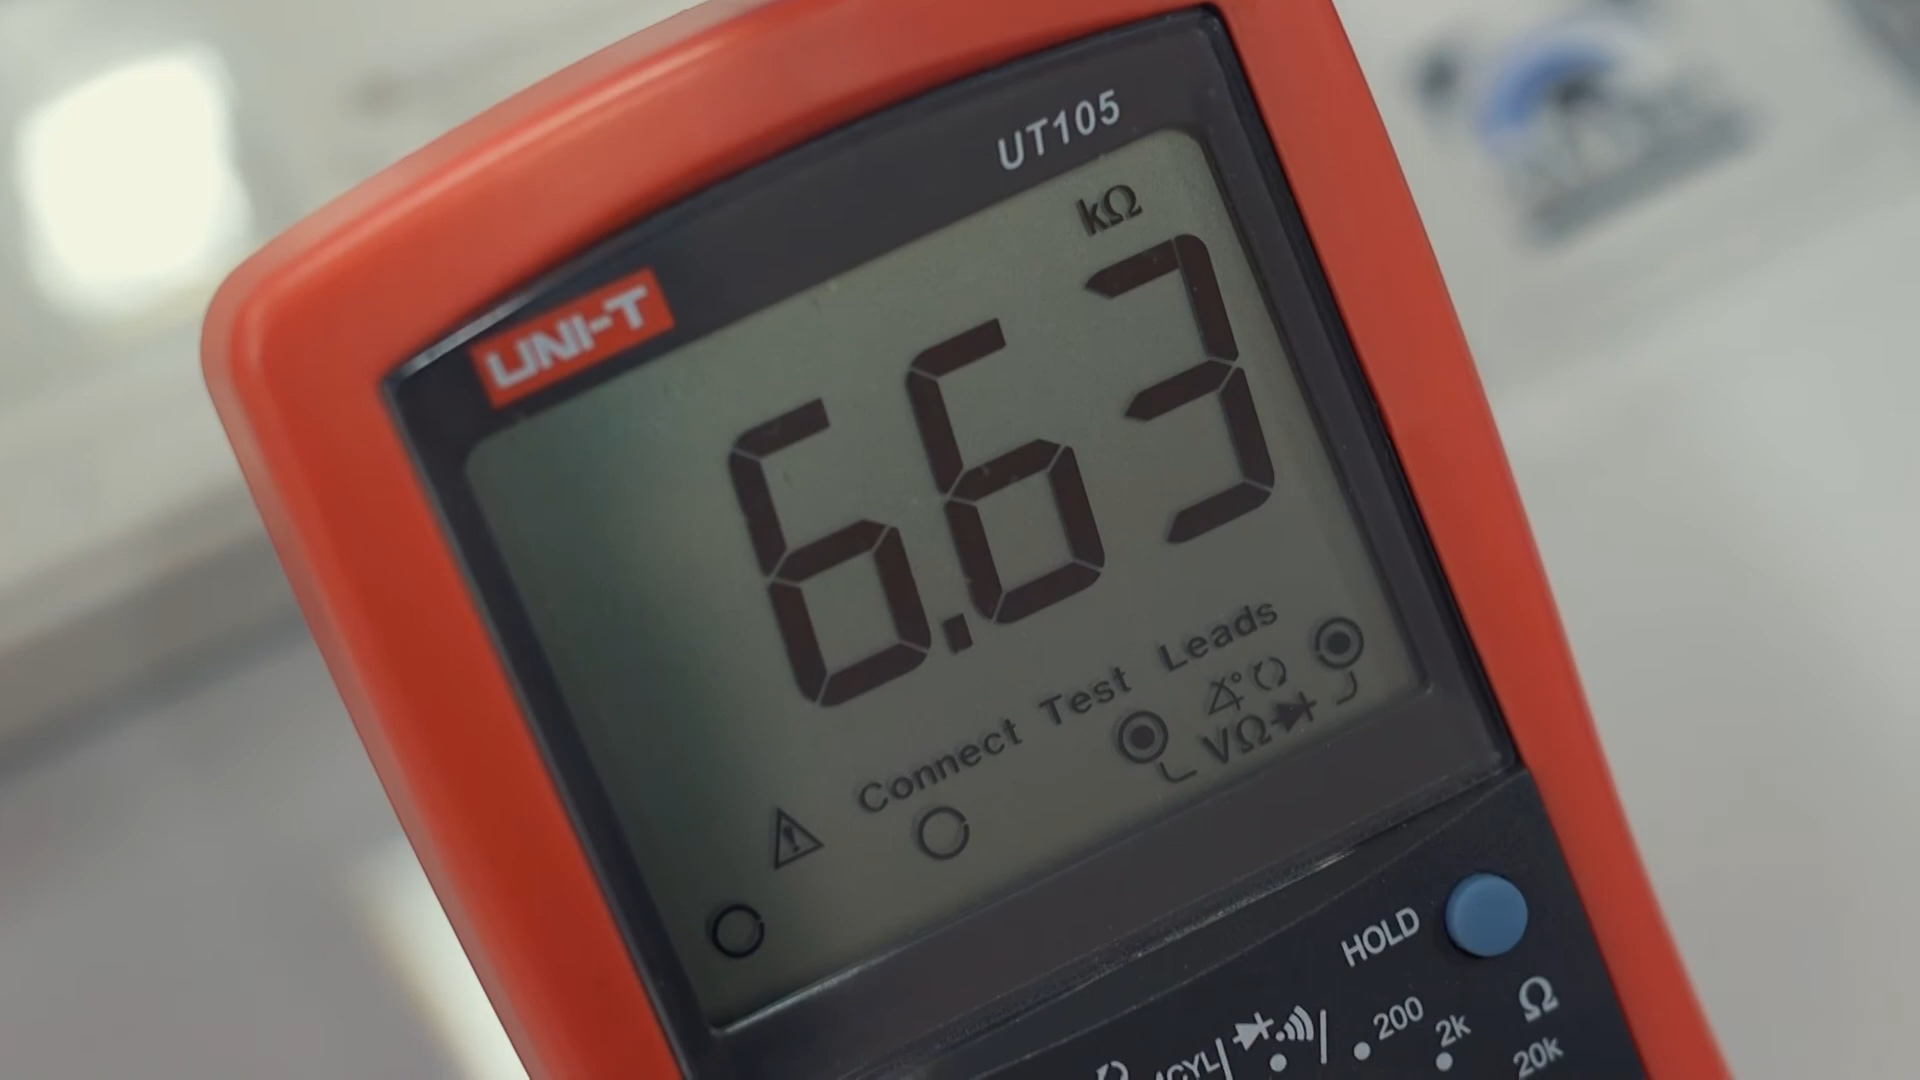 UT105
UNI-T
kΩ
6.63
Connect Test Leads
VΩ
HOLD
Ω
200
2k
20k